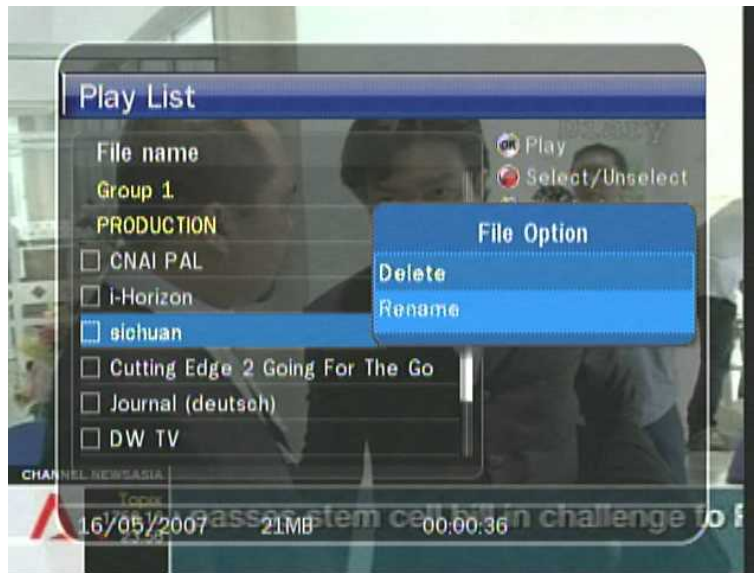 Play List
File name
Play
Group 1
Select/Unselect
PRODUCTION
File Option
CNAI PAL
Delete
i-Horizon
Rename
sichuan
Cutting Edge 2 Going For The Go
Journal (deutsch)
DW TV
CHANNEL NEWSASIA
passes stem cell bill in challenge to
16/05/2007 21MB 00:00:36